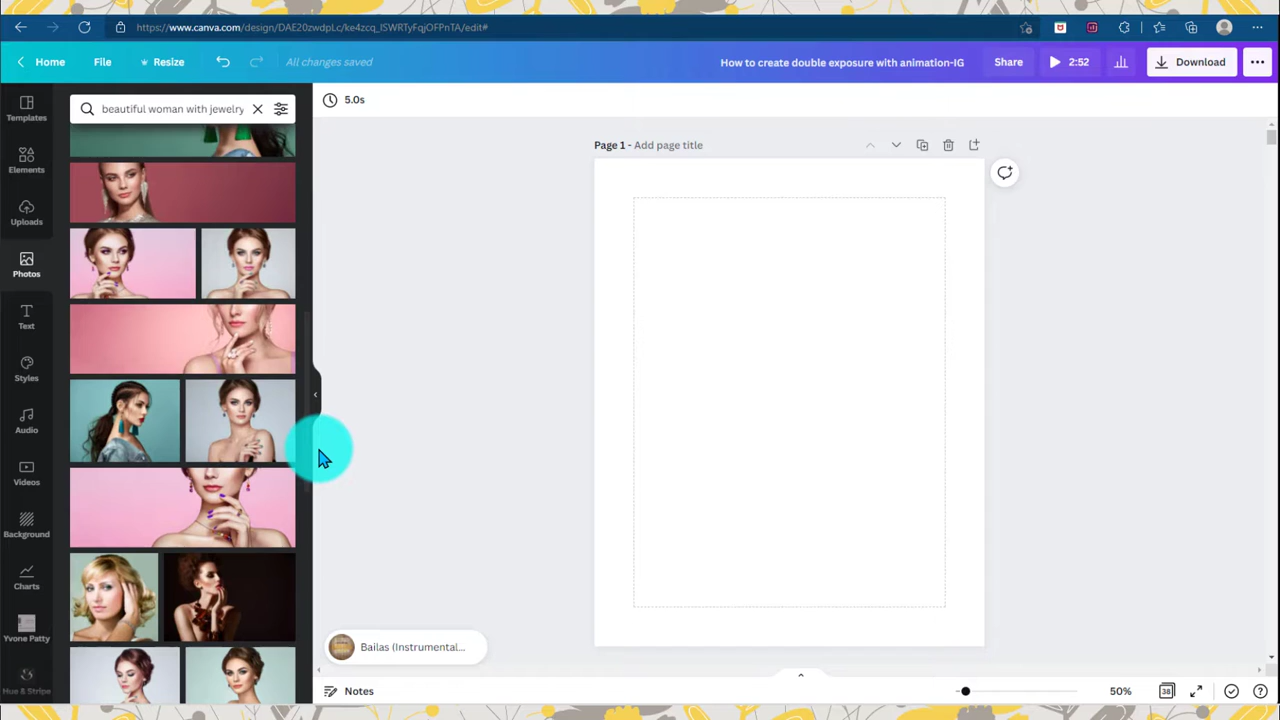 https://www.canva.com/design/DAE20zwdpLc/ke4zcq_ISWRTyFqjOFPnTA/edit#
Home
File
Resize
All changes saved
How to create double exposure with animation-IG
Share
2:52
Download
Templates
Elements
Uploads
Photos
Text
Styles
Audio
Videos
Background
Charts
Yvone Patty
Hue & Stripe
beautiful woman with jewelry
5.0s
Page 1 - Add page title
Bailas (Instrumental...
Notes
50%
38